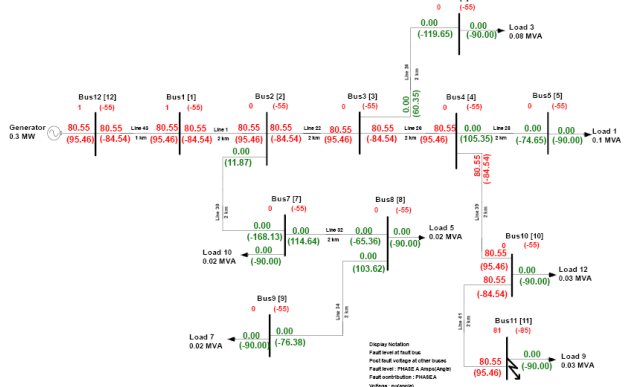 0 (-55)
0.00
(-119.65)
0.00
(-90.00)
Load 3
0.08 MVA
Line 36
2 km
0.00
(60.35)
Bus12 [12]
1 (-55)
Bus1 [1]
1 (-55)
Bus2 [2]
0 (-55)
Bus3 [3]
0 (-55)
Bus4 [4]
0 (-55)
Bus5 [5]
0 (-55)
Generator
0.3 MW
80.55
(95.46)
80.55
(-84.54)
1 km
80.55
(95.46)
80.55
(-84.54)
Line 1
2 km
80.55
(95.46)
80.55
(-84.54)
Line 22
2 km
80.55
(95.46)
80.55
(-84.54)
2 km
80.55
(95.46)
0.00
(105.35)
2 km
0.00
(-74.65)
0.00
(-90.00)
Load 1
0.1 MVA
0.00
(11.87)
80.55
(-84.54)
2 km
2 km
Bus7 [7]
0 (-55)
0.00
(-168.13)
0.00
(114.64)
Line 32
2 km
Load 10
0.02 MVA
0.00
(-90.00)
Bus8 [8]
0 (-55)
0.00
(-65.36)
0.00
(-90.00)
Load 5
0.02 MVA
0.00
(103.62)
Line 34
2 km
Bus10 [10]
0 (-55)
80.55
(95.46)
80.55
(-84.54)
0.00
(-90.00)
Load 12
0.03 MVA
Line 41
2 km
Bus9 [9]
0 (-55)
Load 7
0.02 MVA
0.00
(-90.00)
0.00
(-76.38)
Bus11 [11]
81 (-85)
80.55
(95.46)
0.00
(-90.00)
Load 9
0.03 MVA
Display Notation
Fault level at fault bus
Post fault voltage at other buses
Fault level : PHASE A Amps(Angle)
Fault contribution : PHASE A
Voltage : pu(angle)